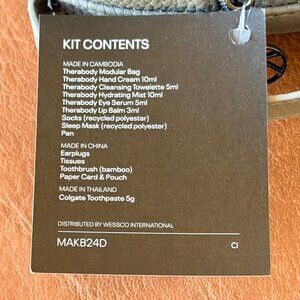 KIT CONTENTS
MADE IN CAMBODIA
Therabody Modular Bag
Therabody Hand Cream 10ml
Therabody Cleansing Towelette 5ml
Therabody Hydrating Mist 10ml
Therabody Eye Serum 5ml
Therabody Lip Balm 3ml
Socks (recycled polyester)
Sleep Mask (recycled polyester)
Pen
MADE IN CHINA
Earplugs
Tissues
Toothbrush (bamboo)
Paper Card & Pouch
MADE IN THAILAND
Colgate Toothpaste 5g
DISTRIBUTED BY WESSCO INTERNATIONAL
MAKB24D CI